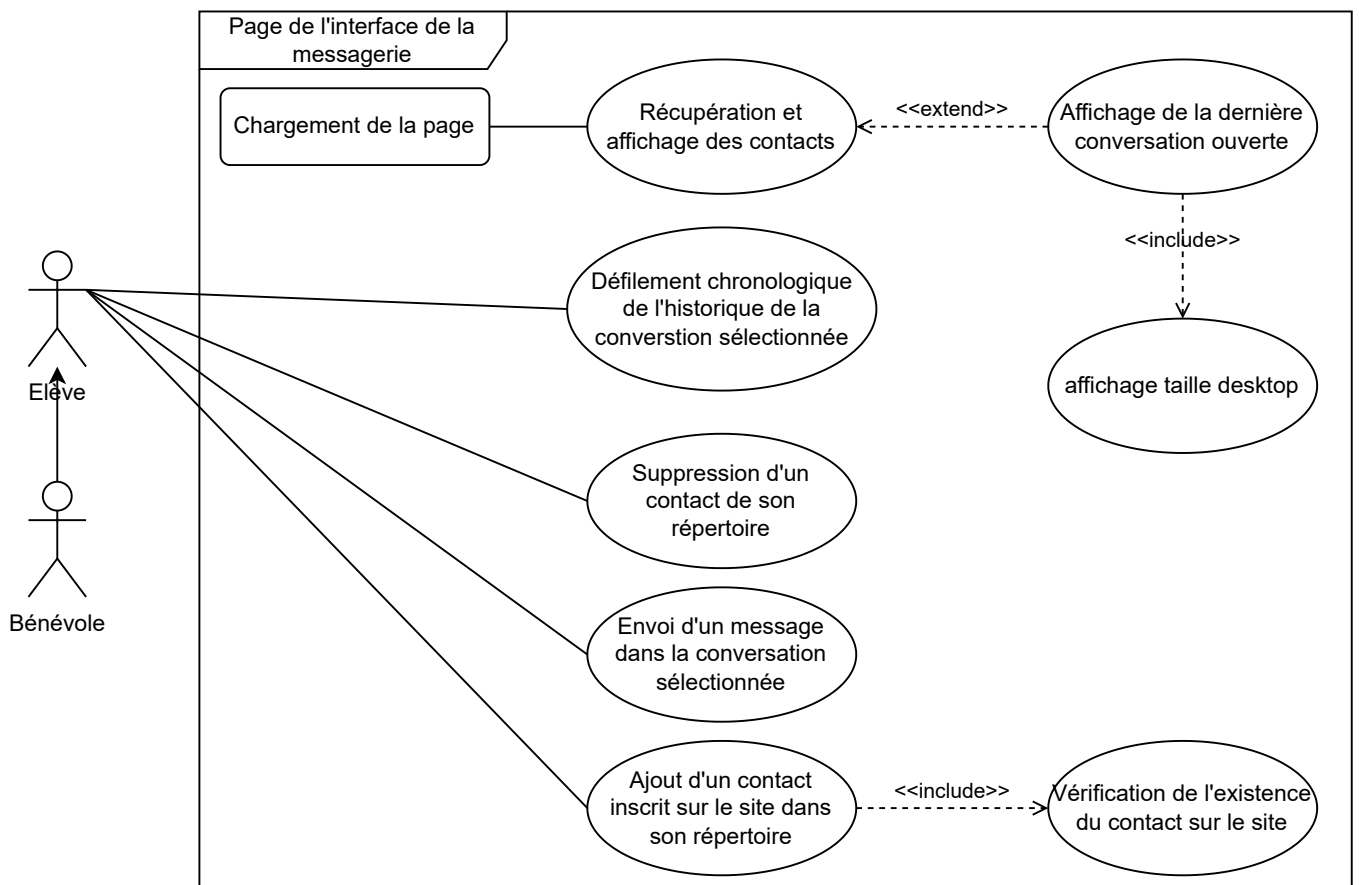 Page de l'interface de la
messagerie
Chargement de la page
Récupération et
affichage des contacts
<<extend>>
Affichage de la dernière
conversation ouverte
<<include>>
Défilement chronologique
de l'historique de la
converstion sélectionnée
affichage taille desktop
Elève
Suppression d'un
contact de son
répertoire
Bénévole
Envoi d'un message
dans la conversation
sélectionnée
Ajout d'un contact
inscrit sur le site dans
son répertoire
<<include>>
Vérification de l'existence
du contact sur le site